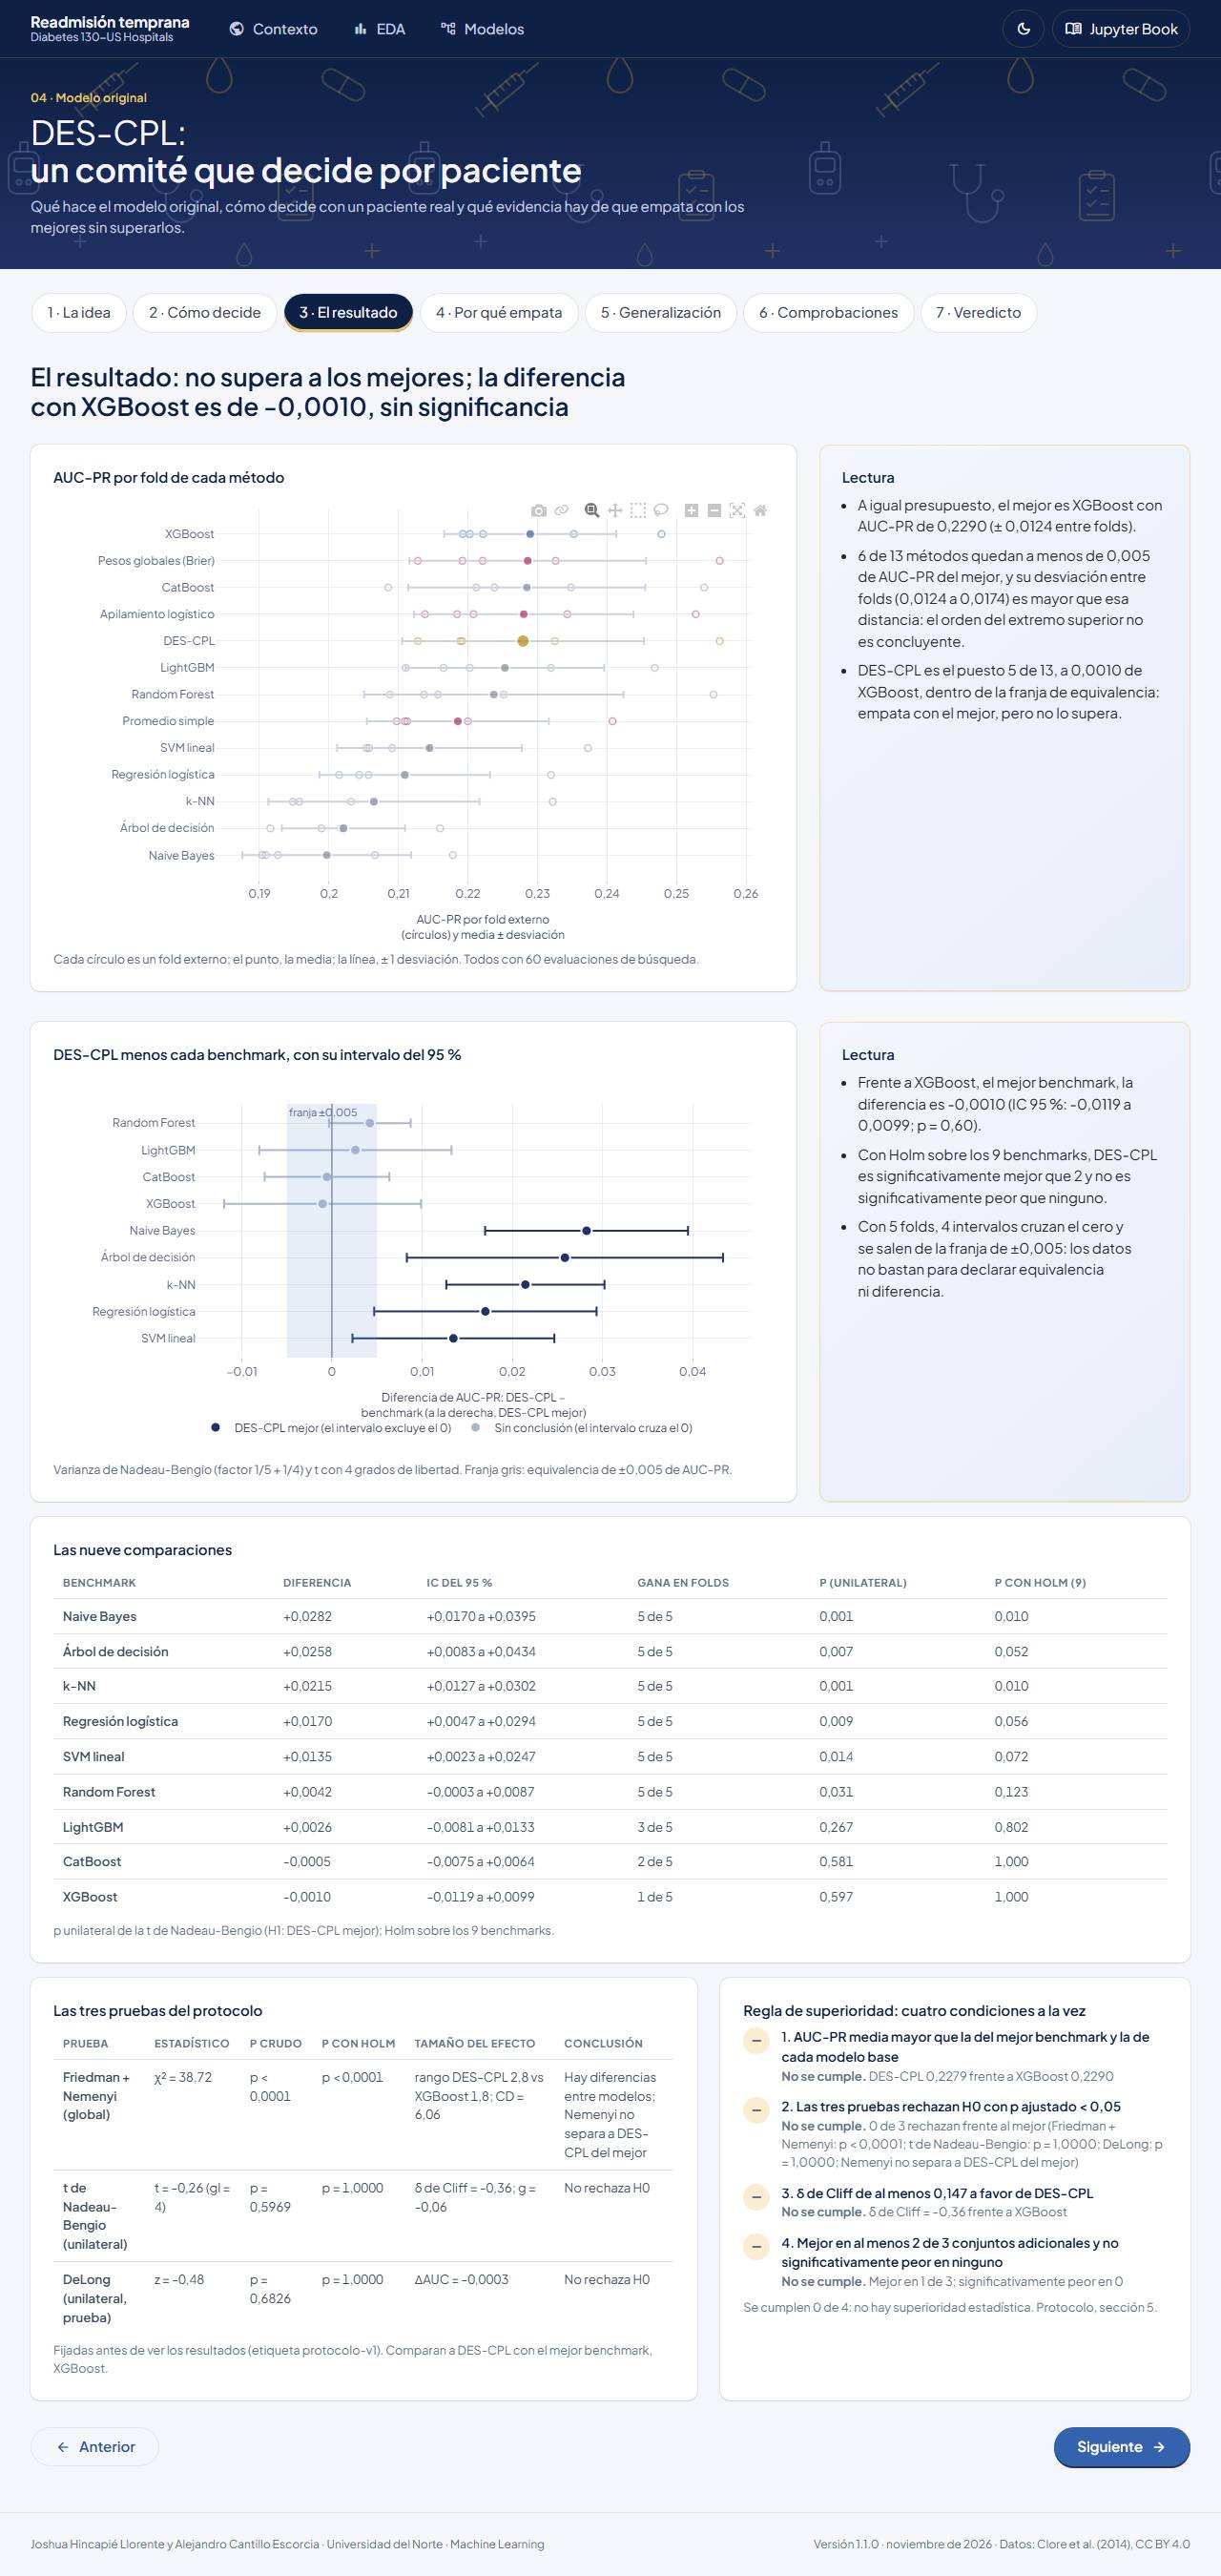 Readmisión temprana
Diabetes 130-US Hospitals
Contexto
EDA
Modelos
Jupyter Book
04 · Modelo original
DES-CPL:
un comité que decide por paciente
Qué hace el modelo original, cómo decide con un paciente real y qué evidencia hay de que empata con los
mejores sin superarlos.
1 · La idea
2 · Cómo decide
3 · El resultado
4 · Por qué empata
5 · Generalización
6 · Comprobaciones
7 · Veredicto
El resultado: no supera a los mejores; la diferencia
con XGBoost es de -0,0010, sin significancia
AUC-PR por fold de cada método
XGBoost
Pesos globales (Brier)
CatBoost
Apilamiento logístico
DES-CPL
LightGBM
Random Forest
Promedio simple
SVM lineal
Regresión logística
k-NN
Árbol de decisión
Naive Bayes
0,19 0,2 0,21 0,22 0,23 0,24 0,25 0,26
AUC-PR por fold externo
(círculos) y media ± desviación
Cada círculo es un fold externo; el punto, la media; la línea, ± 1 desviación. Todos con 60 evaluaciones de búsqueda.
Lectura
• A igual presupuesto, el mejor es XGBoost con
AUC-PR de 0,2290 (± 0,0124 entre folds).
• 6 de 13 métodos quedan a menos de 0,005
de AUC-PR del mejor, y su desviación entre
folds (0,0124 a 0,0174) es mayor que esa
distancia: el orden del extremo superior no
es concluyente.
• DES-CPL es el puesto 5 de 13, a 0,0010 de
XGBoost, dentro de la franja de equivalencia:
empata con el mejor, pero no lo supera.
DES-CPL menos cada benchmark, con su intervalo del 95 %
franja ±0,005
Random Forest
LightGBM
CatBoost
XGBoost
Naive Bayes
Árbol de decisión
k-NN
Regresión logística
SVM lineal
−0,01 0 0,01 0,02 0,03 0,04
Diferencia de AUC-PR: DES-CPL −
benchmark (a la derecha, DES-CPL mejor)
DES-CPL mejor (el intervalo excluye el 0) Sin conclusión (el intervalo cruza el 0)
Varianza de Nadeau-Bengio (factor 1/5 + 1/4) y t con 4 grados de libertad. Franja gris: equivalencia de ±0,005 de AUC-PR.
Lectura
• Frente a XGBoost, el mejor benchmark, la
diferencia es -0,0010 (IC 95 %: -0,0119 a
0,0099; p = 0,60).
• Con Holm sobre los 9 benchmarks, DES-CPL
es significativamente mejor que 2 y no es
significativamente peor que ninguno.
• Con 5 folds, 4 intervalos cruzan el cero y
se salen de la franja de ±0,005: los datos
no bastan para declarar equivalencia
ni diferencia.
Las nueve comparaciones
BENCHMARK DIFERENCIA IC DEL 95 % GANA EN FOLDS P (UNILATERAL) P CON HOLM (9)
Naive Bayes +0,0282 +0,0170 a +0,0395 5 de 5 0,001 0,010
Árbol de decisión +0,0258 +0,0083 a +0,0434 5 de 5 0,007 0,052
k-NN +0,0215 +0,0127 a +0,0302 5 de 5 0,001 0,010
Regresión logística +0,0170 +0,0047 a +0,0294 5 de 5 0,009 0,056
SVM lineal +0,0135 +0,0023 a +0,0247 5 de 5 0,014 0,072
Random Forest +0,0042 -0,0003 a +0,0087 5 de 5 0,031 0,123
LightGBM +0,0026 -0,0081 a +0,0133 3 de 5 0,267 0,802
CatBoost -0,0005 -0,0075 a +0,0064 2 de 5 0,581 1,000
XGBoost -0,0010 -0,0119 a +0,0099 1 de 5 0,597 1,000
p unilateral de la t de Nadeau-Bengio (H1: DES-CPL mejor); Holm sobre los 9 benchmarks.
Las tres pruebas del protocolo
PRUEBA ESTADÍSTICO P CRUDO P CON HOLM TAMAÑO DEL EFECTO CONCLUSIÓN
Friedman + χ² = 38,72 p < p < 0,0001 rango DES-CPL 2,8 vs Hay diferencias
Nemenyi 0,0001 XGBoost 1,8; CD = entre modelos;
(global) 6,06 Nemenyi no
separa a DES-
CPL del mejor
t de t = -0,26 (gl = p = p = 1,0000 δ de Cliff = -0,36; g = No rechaza H0
Nadeau- 4) 0,5969 -0,06
Bengio
(unilateral)
DeLong z = -0,48 p = p = 1,0000 ΔAUC = -0,0003 No rechaza H0
(unilateral, 0,6826
prueba)
Fijadas antes de ver los resultados (etiqueta protocolo-v1). Comparan a DES-CPL con el mejor benchmark,
XGBoost.
Regla de superioridad: cuatro condiciones a la vez
1. AUC-PR media mayor que la del mejor benchmark y la de
cada modelo base
No se cumple. DES-CPL 0,2279 frente a XGBoost 0,2290
2. Las tres pruebas rechazan H0 con p ajustado < 0,05
No se cumple. 0 de 3 rechazan frente al mejor (Friedman +
Nemenyi: p < 0,0001; t de Nadeau-Bengio: p = 1,0000; DeLong: p
= 1,0000; Nemenyi no separa a DES-CPL del mejor)
3. δ de Cliff de al menos 0,147 a favor de DES-CPL
No se cumple. δ de Cliff = -0,36 frente a XGBoost
4. Mejor en al menos 2 de 3 conjuntos adicionales y no
significativamente peor en ninguno
No se cumple. Mejor en 1 de 3; significativamente peor en 0
Se cumplen 0 de 4: no hay superioridad estadística. Protocolo, sección 5.
← Anterior
Siguiente →
Joshua Hincapié Llorente y Alejandro Cantillo Escorcia · Universidad del Norte · Machine Learning
Versión 1.1.0 · noviembre de 2026 · Datos: Clore et al. (2014), CC BY 4.0